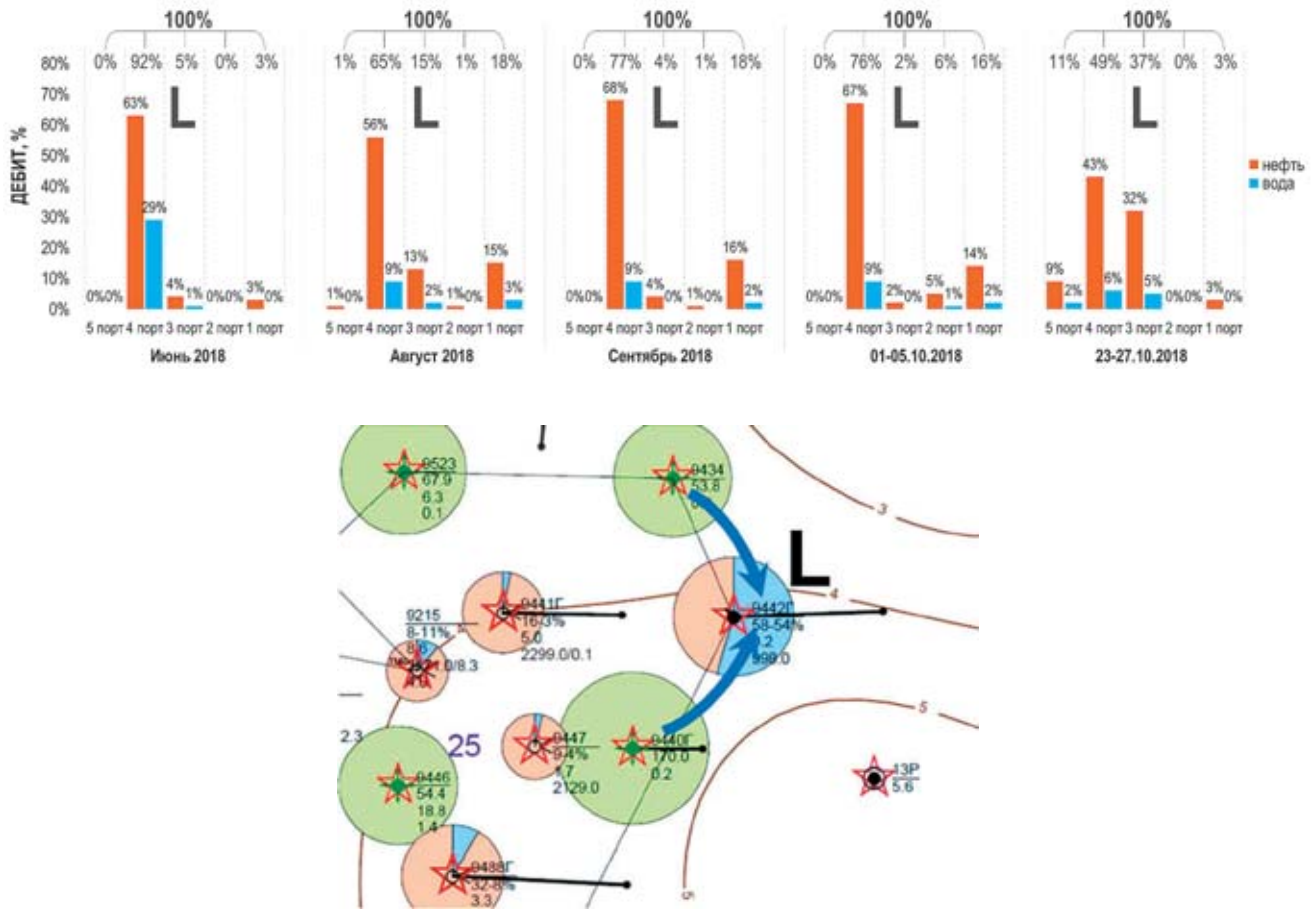 100% 100% 100% 100% 100%
80% 0% 92% 5% 0% 3% 1% 65% 15% 1% 18% 0% 77% 4% 1% 18% 0% 76% 2% 6% 16% 11% 49% 37% 0% 3%
70%
60%
50%
40%
30%
20%
10%
0%
ДЕБИТ, %
L L L L L
63% 29% 4% 1% 3%
0%0% 0%0% 0%
56% 9% 13% 2% 15% 3%
1%0% 1%0%
68% 9% 4% 16% 2%
0%0% 0% 1%0%
67% 9% 5% 1% 14% 2%
0%0% 2%0%
9% 2% 43% 6% 32% 5% 3%
0%0% 0%
нефть
вода
5 порт 4 порт 3 порт 2 порт 1 порт 5 порт 4 порт 3 порт 2 порт 1 порт 5 порт 4 порт 3 порт 2 порт 1 порт 5 порт 4 порт 3 порт 2 порт 1 порт 5 порт 4 порт 3 порт 2 порт 1 порт
Июнь 2018 Август 2018 Сентябрь 2018 01-05.10.2018 23-27.10.2018
9523
67.9
6.3
0.1
9434
53.8
3
L
4
9441Г
16-3%
5.0
2299.0/0.1
9442Г
58-54%
998.0
9215
8-11%
5
2.3
25
9447
9-4%
2129.0
9440Г
170.0
0.2
13Р
5.6
9446
54.4
18.8
1.4
9488Г
32-8%
3.3
5